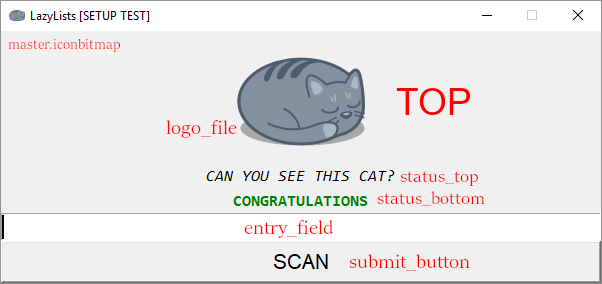 LazyLists [SETUP TEST]
master.iconbitmap
TOP
logo_file
CAN YOU SEE THIS CAT? status_top
CONGRATULATIONS status_bottom
entry_field
SCAN submit_button